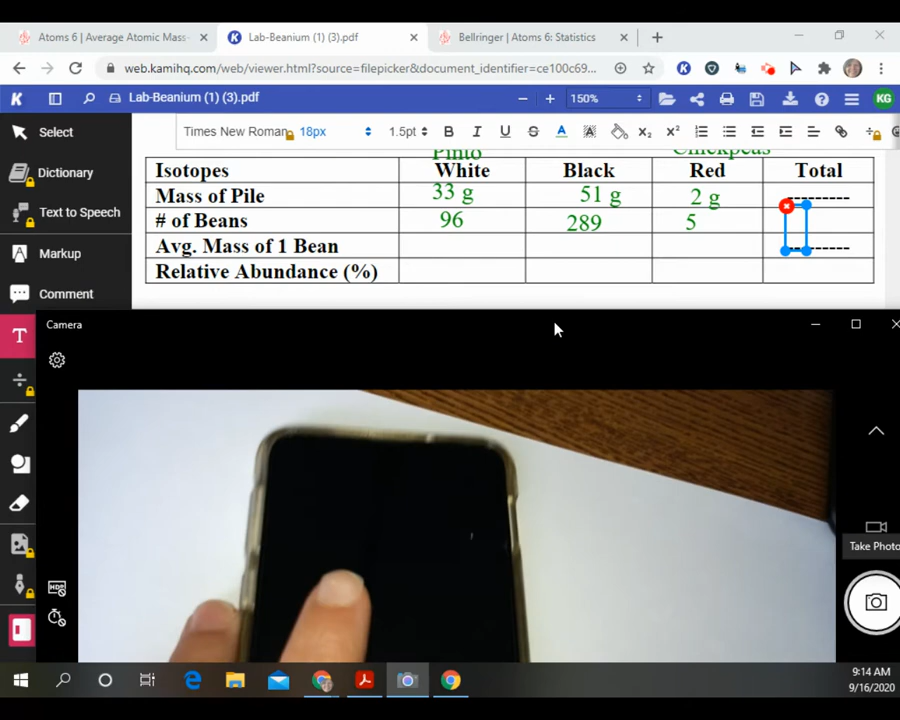 Atoms 6 | Average Atomic Mass
Lab-Beanium (1) (3).pdf
Bellringer | Atoms 6: Statistics
web.kamihq.com/web/viewer.html?source=filepicker&document_identifier=ce100c69...
K Lab-Beanium (1) (3).pdf 150% KG
Select Times New Roman 18px 1.5pt B I U S A A X₂ X²
Dictionary
Text to Speech
Markup
Comment
Pinto Chickpeas
Isotopes White Black Red Total
Mass of Pile 33 g 51 g 2 g ---------
# of Beans 96 289 5
Avg. Mass of 1 Bean ---------
Relative Abundance (%)
T
Camera
HDR
Take Photo
9:14 AM
9/16/2020